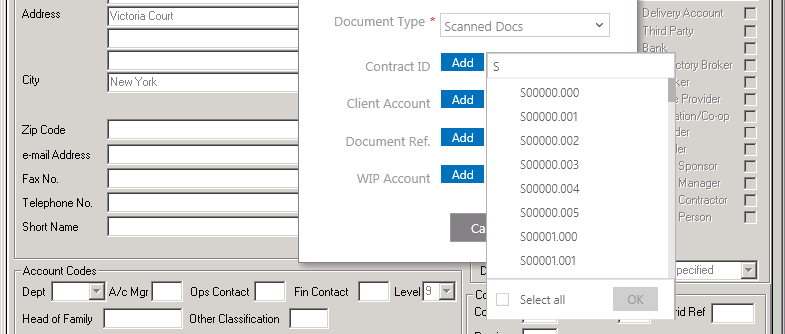 Address
Victoria Court
City
New York
Zip Code
e-mail Address
Fax No.
Telephone No.
Short Name
Document Type *
Scanned Docs
Contract ID
Add
S
Client Account
Add
Document Ref.
Add
WIP Account
Add
Ca
S00000.000
S00000.001
S00000.002
S00000.003
S00000.004
S00000.005
S00001.000
S00001.001
Select all
OK
Delivery Account
Third Party
Bank
ctory Broker
ker
e Provider
ation/Co-op
der
der
Sponsor
Manager
Contractor
Person
Account Codes
Dept
A/c Mgr
Ops Contact
Fin Contact
Level
9
Head of Family
Other Classification
D
pecified
Co
Co
rid Ref